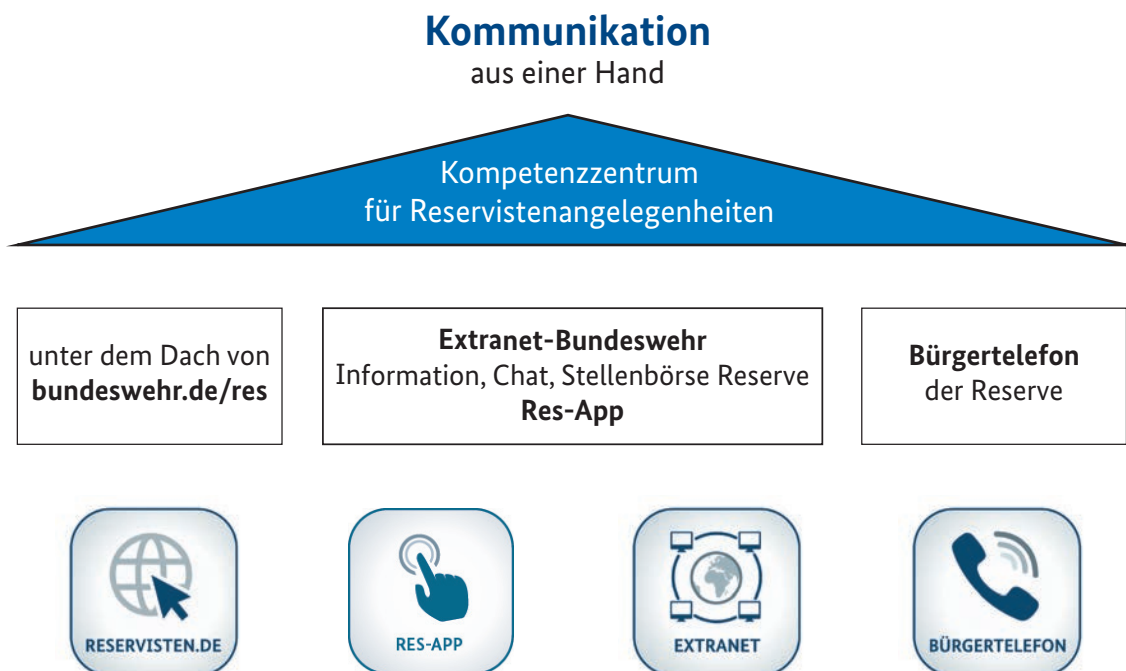 Kommunikation
aus einer Hand
Kompetenzzentrum
für Reservistenangelegenheiten
unter dem Dach von
bundeswehr.de/res
Extranet-Bundeswehr
Information, Chat, Stellenbörse Reserve
Res-App
Bürgertelefon
der Reserve
RESERVISTEN.DE
RES-APP
EXTRANET
BÜRGERTELEFON